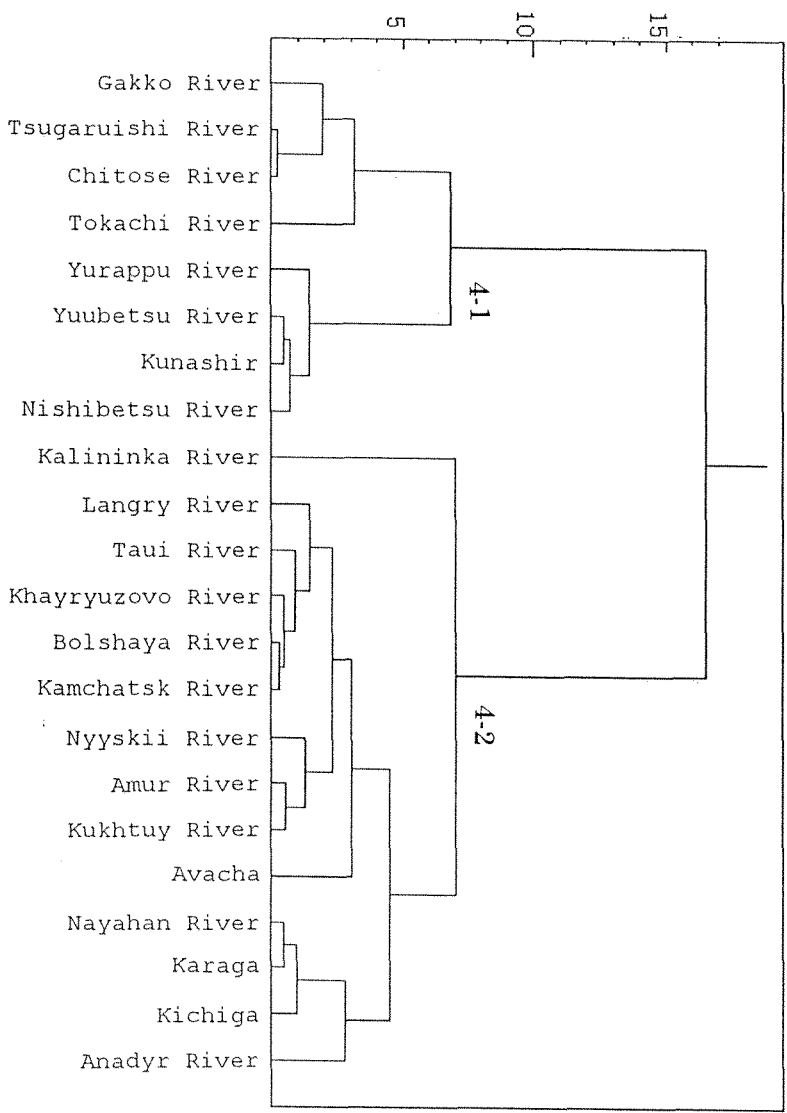 5
10
15
Gakko River
Tsugaruishi River
Chitose River
Tokachi River
Yurappu River
Yuubetsu River
Kunashir
Nishibetsu River
Kalininka River
Langry River
Taui River
Khayryuzovo River
Bolshaya River
Kamchatsk River
Nyyskii River
Amur River
Kukhtuy River
Avacha
Nayahan River
Karaga
Kichiga
Anadyr River
4-1
4-2